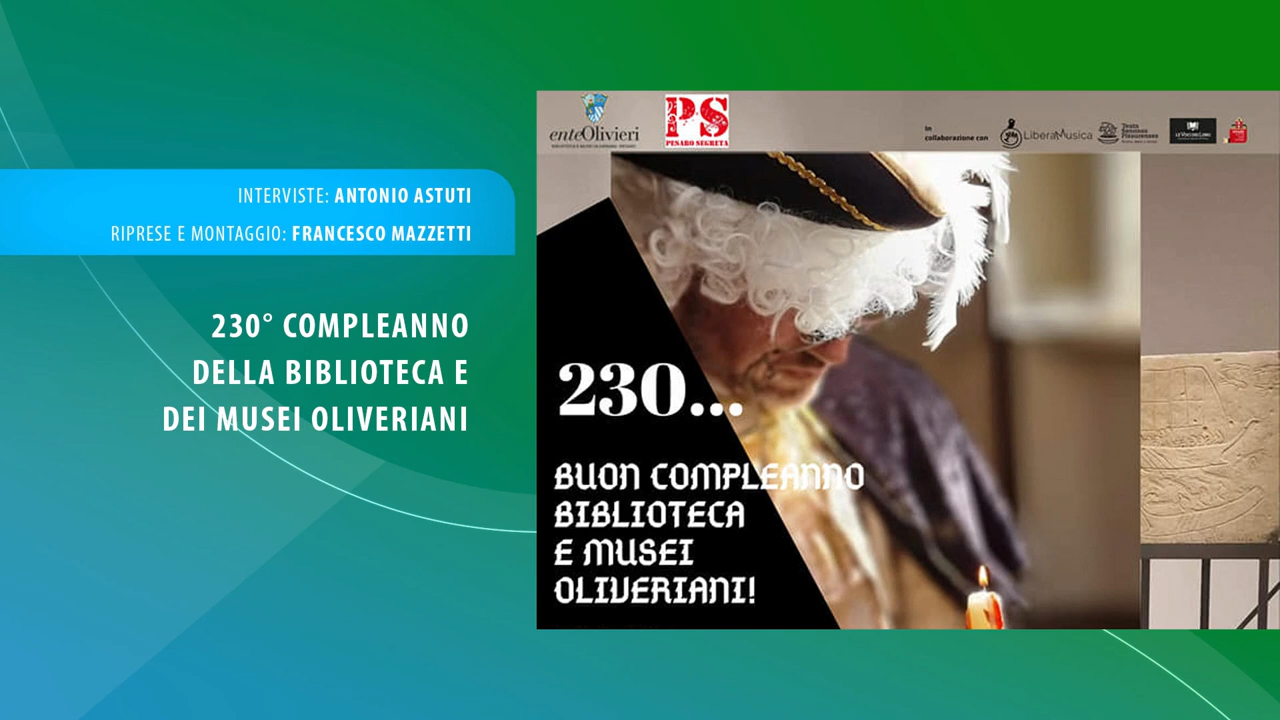 INTERVISTE: ANTONIO ASTUTI
RIPRESE E MONTAGGIO: FRANCESCO MAZZETTI
230° COMPLEANNO
DELLA BIBLIOTECA E
DEI MUSEI OLIVERIANI
enteOlivieri
PS
PESARO SEGRETA
In
collaborazione con
LiberaMusica
230...
BUON COMPLEANNO
BIBLIOTECA
E MUSEI
OLIVERIANI!